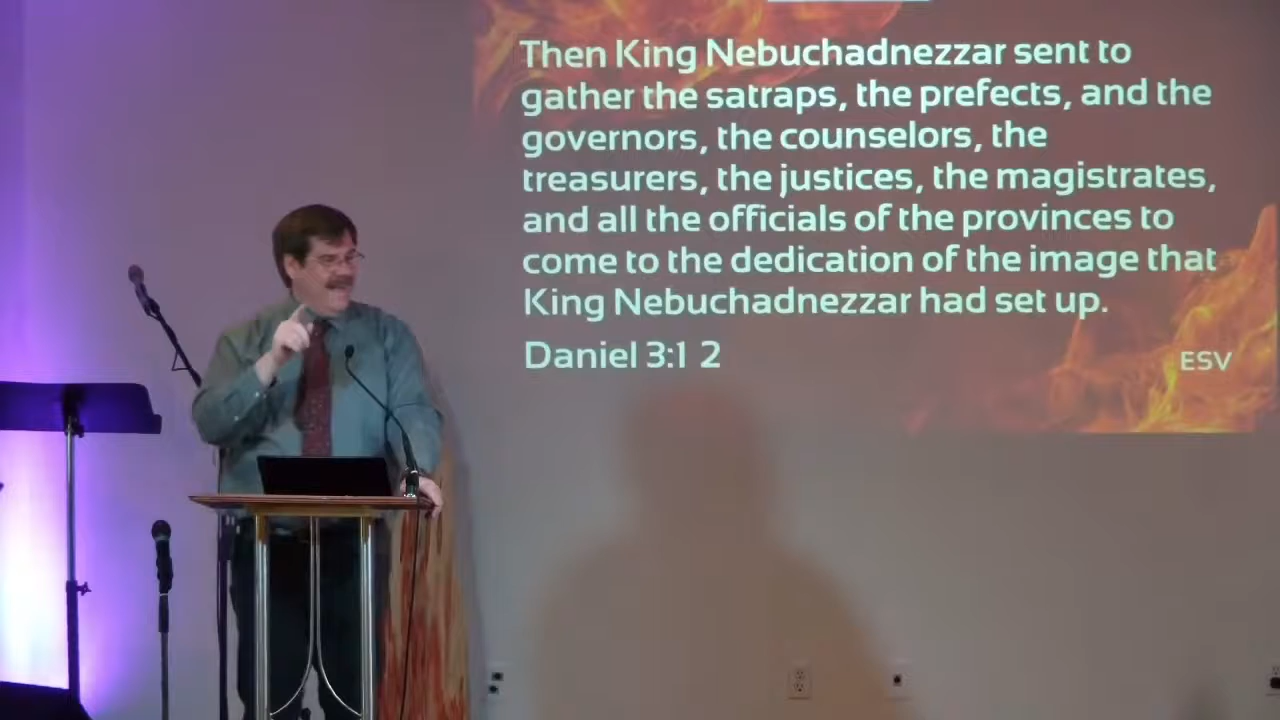 Then King Nebuchadnezzar sent to
gather the satraps, the prefects, and the
governors, the counselors, the
treasurers, the justices, the magistrates,
and all the officials of the provinces to
come to the dedication of the image that
King Nebuchadnezzar had set up.
Daniel 3:1 2
ESV